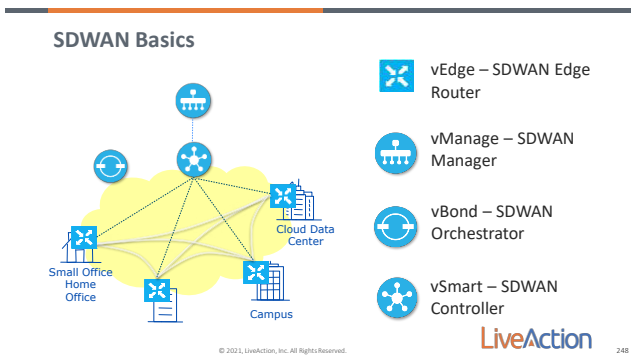 SDWAN Basics
vEdge – SDWAN Edge
Router
vManage – SDWAN
Manager
vBond – SDWAN
Orchestrator
vSmart – SDWAN
Controller
Cloud Data
Center
Small Office
Home
Office
Campus
LiveAction
© 2021, LiveAction, Inc. All Rights Reserved.
248